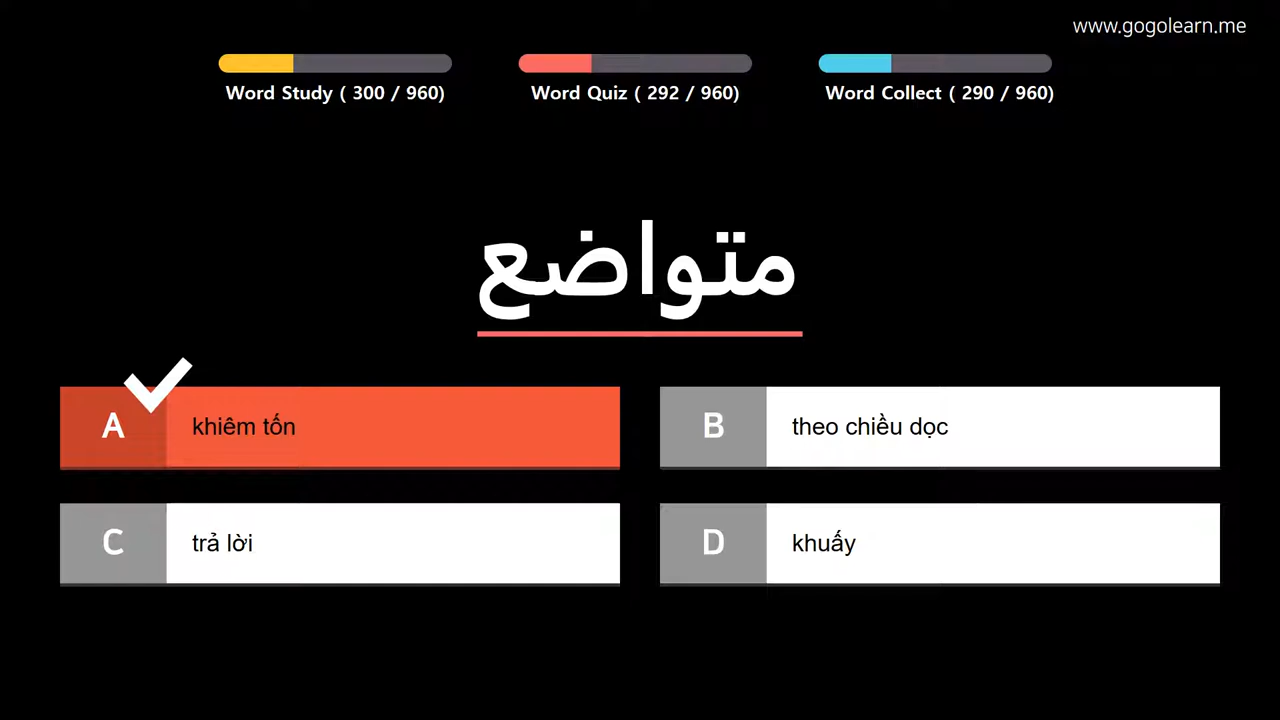 www.gogolearn.me
Word Study ( 300 / 960)
Word Quiz ( 292 / 960)
Word Collect ( 290 / 960)
متواضع
A khiêm tốn
B theo chiều dọc
C trả lời
D khuấy